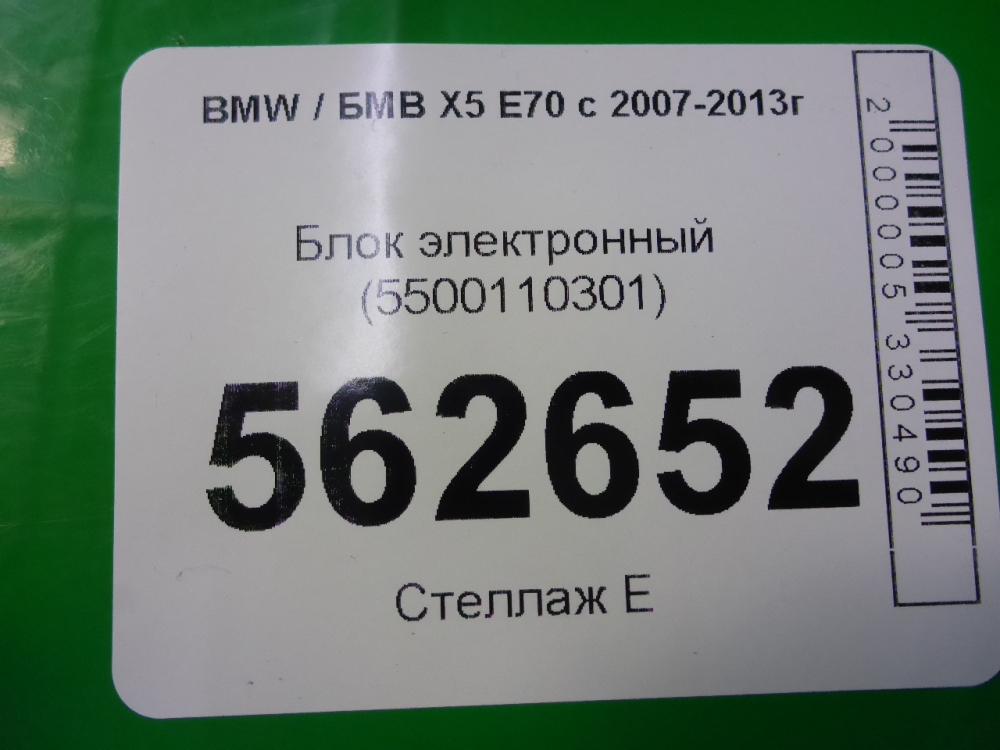 BMW / БМВ X5 E70 с 2007-2013г
Блок электронный
(5500110301)
562652
Стеллаж Е
2000005330490